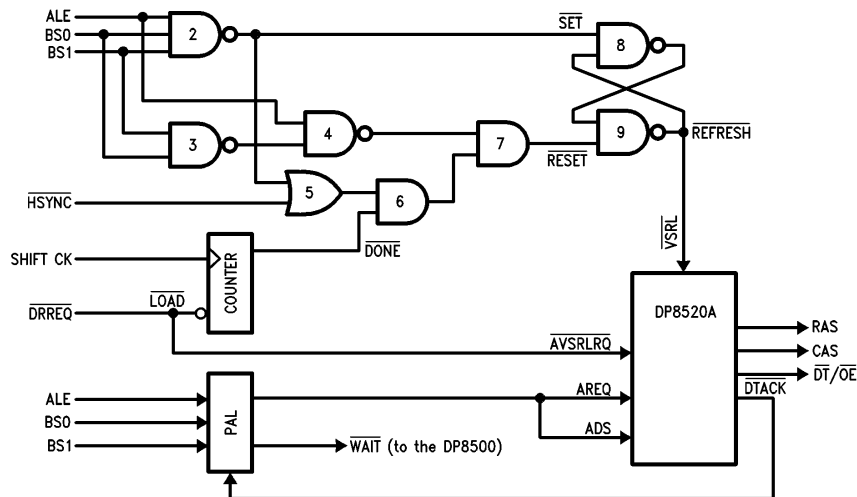 ALE
BS0
BS1
2
SET
8
3
4
7
9
REFRESH
RESET
HSYNC
5
6
DONE
VSRL
SHIFT CK
COUNTER
LOAD
DRREQ
DP8520A
RAS
CAS
DT/OE
DTACK
AVSRLRQ
ALE
BS0
BS1
PAL
AREQ
ADS
WAIT (to the DP8500)